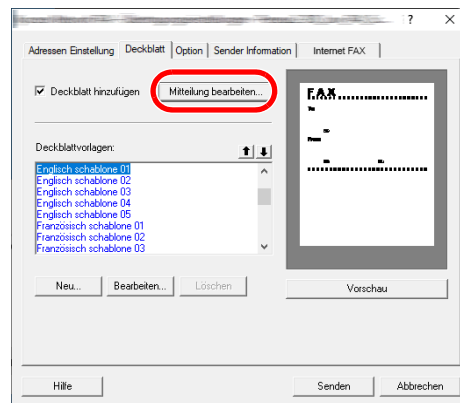 ?
Adressen Einstellung Deckblatt Option Sender Information Internet FAX
Deckblatt hinzufügen Mitteilung bearbeiten...
FAX
To
From
Deckblattvorlagen:
Englisch schablone 01
Englisch schablone 02
Englisch schablone 03
Englisch schablone 04
Englisch schablone 05
Französisch schablone 01
Französisch schablone 02
Französisch schablone 03
Neu... Bearbeiten... Löschen
Vorschau
Hilfe Senden Abbrechen